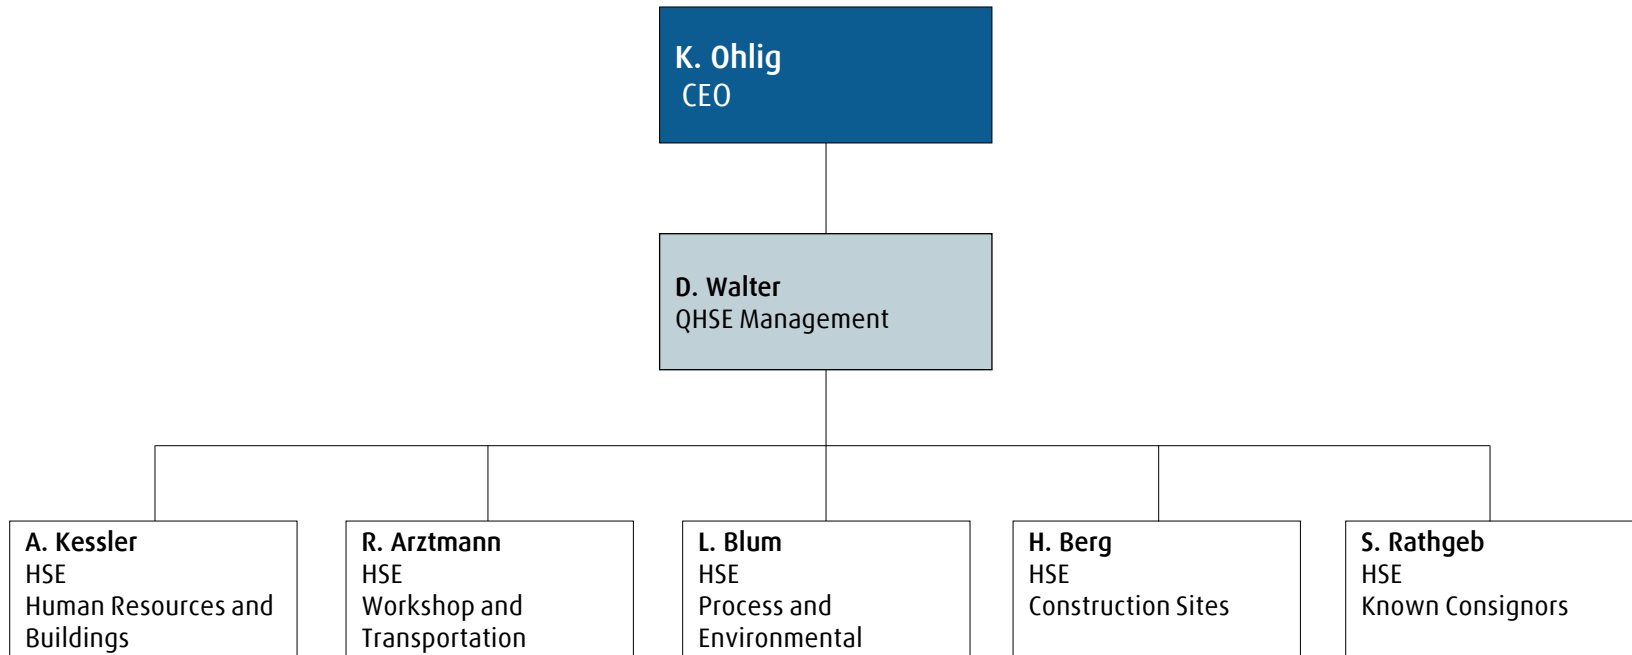 K. Ohlig
CEO
D. Walter
QHSE Management
A. Kessler
HSE
Human Resources and
Buildings
R. Arztmann
HSE
Workshop and
Transportation
L. Blum
HSE
Process and
Environmental
H. Berg
HSE
Construction Sites
S. Rathgeb
HSE
Known Consignors